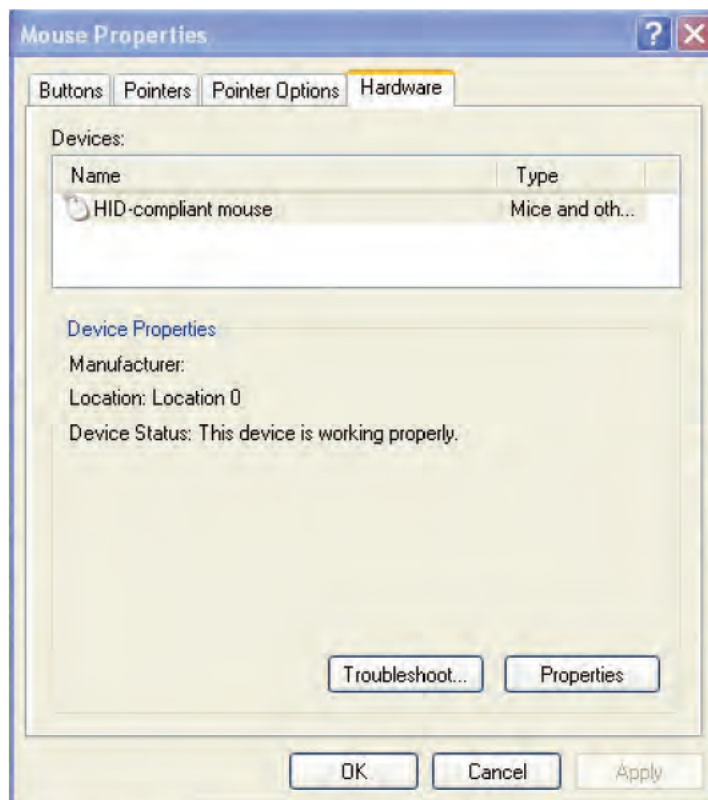 Mouse Properties ?
Buttons Pointers Pointer Options Hardware
Devices:
Name Type
HID-compliant mouse Mice and oth...
Device Properties
Manufacturer:
Location: Location 0
Device Status: This device is working properly.
Troubleshoot... Properties
OK Cancel Apply